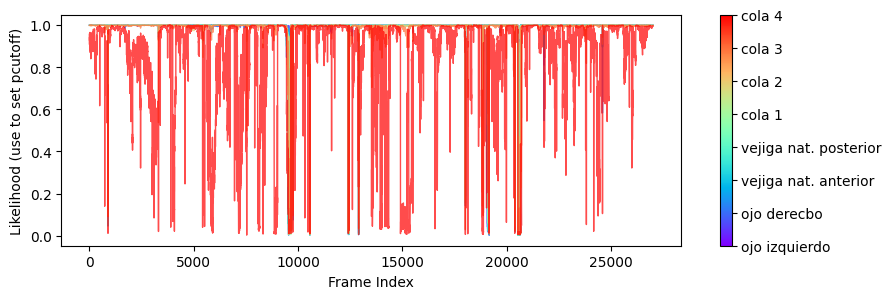 Likelihood (use to set pcutoff)
1.0
0.8
0.6
0.4
0.2
0.0
0
5000
10000
15000
20000
25000
Frame Index
cola 4
cola 3
cola 2
cola 1
vejiga nat. posterior
vejiga nat. anterior
ojo derecbo
ojo izquierdo